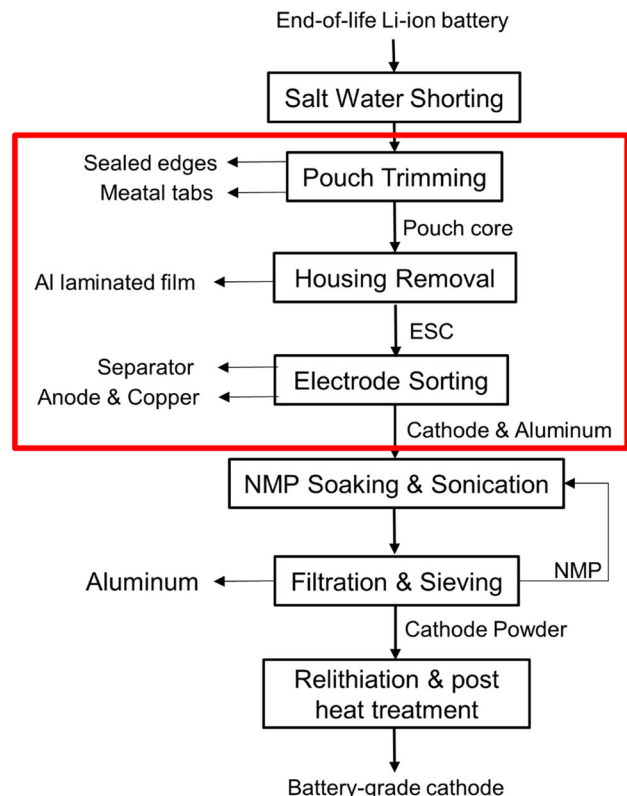 End-of-life Li-ion battery
Salt Water Shorting
Sealed edges
Meatal tabs
Pouch Trimming
Pouch core
Al laminated film
Housing Removal
ESC
Separator
Anode & Copper
Electrode Sorting
Cathode & Aluminum
NMP Soaking & Sonication
Aluminum
Filtration & Sieving
NMP
Cathode Powder
Relithiation & post
heat treatment
Battery-grade cathode